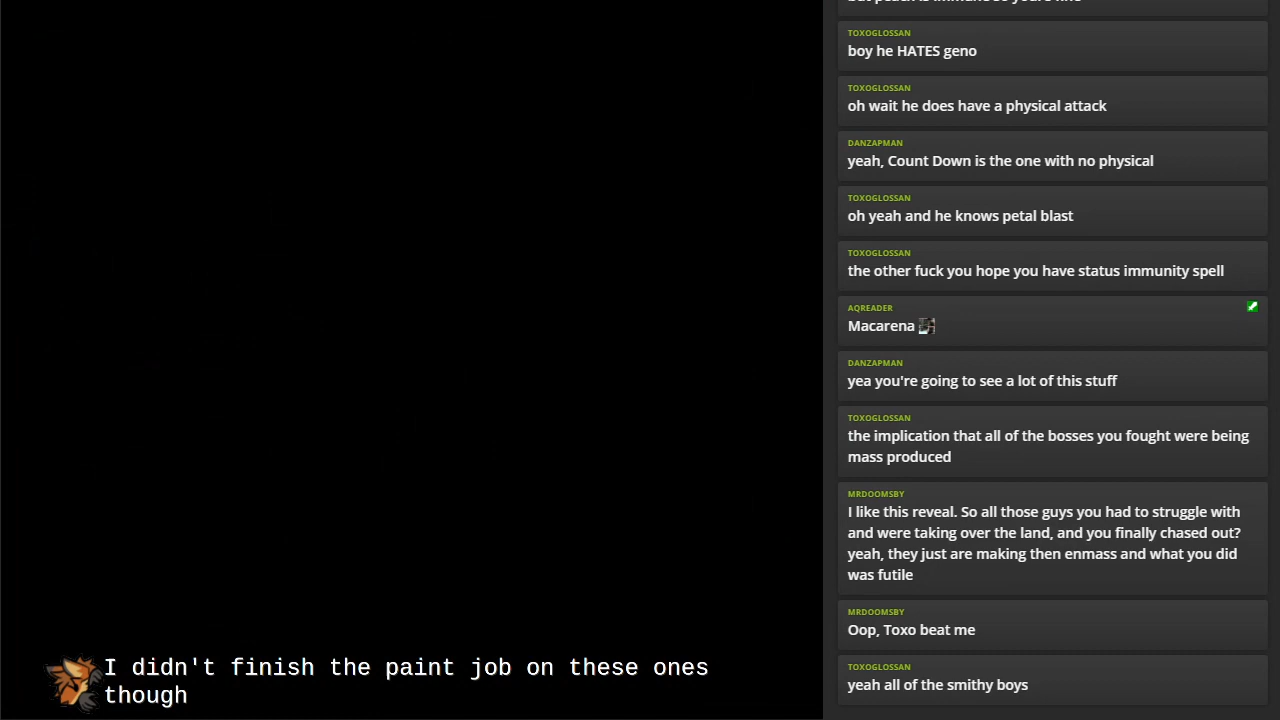 TOXOGLOSSAN
boy he HATES geno
TOXOGLOSSAN
oh wait he does have a physical attack
DANZAPMAN
yeah, Count Down is the one with no physical
TOXOGLOSSAN
oh yeah and he knows petal blast
TOXOGLOSSAN
the other fuck you hope you have status immunity spell
AQREADER
Macarena
DANZAPMAN
yea you're going to see a lot of this stuff
TOXOGLOSSAN
the implication that all of the bosses you fought were being
mass produced
MRDOOMSBY
I like this reveal. So all those guys you had to struggle with
and were taking over the land, and you finally chased out?
yeah, they just are making then enmass and what you did
was futile
MRDOOMSBY
Oop, Toxo beat me
TOXOGLOSSAN
yeah all of the smithy boys
I didn't finish the paint job on these ones
though